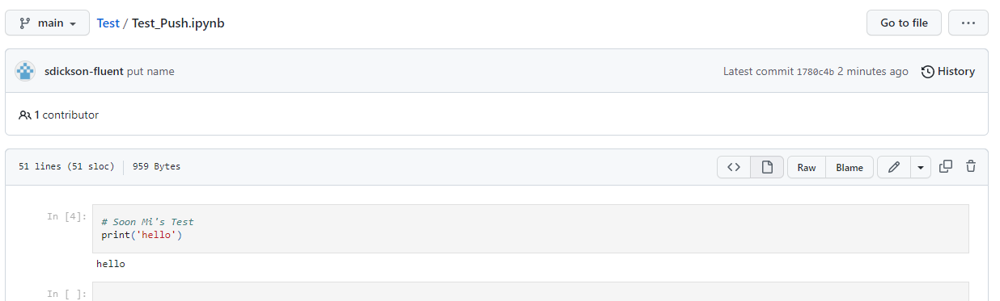 main
Test / Test_Push.ipynb
Go to file
...
sdickson-fluent put name
Latest commit 1780c4b 2 minutes ago
History
1 contributor
51 lines (51 sloc)
959 Bytes
<>
Raw
Blame
In [4]:
# Soon Mi's Test
print('hello')
hello
In [ ]: